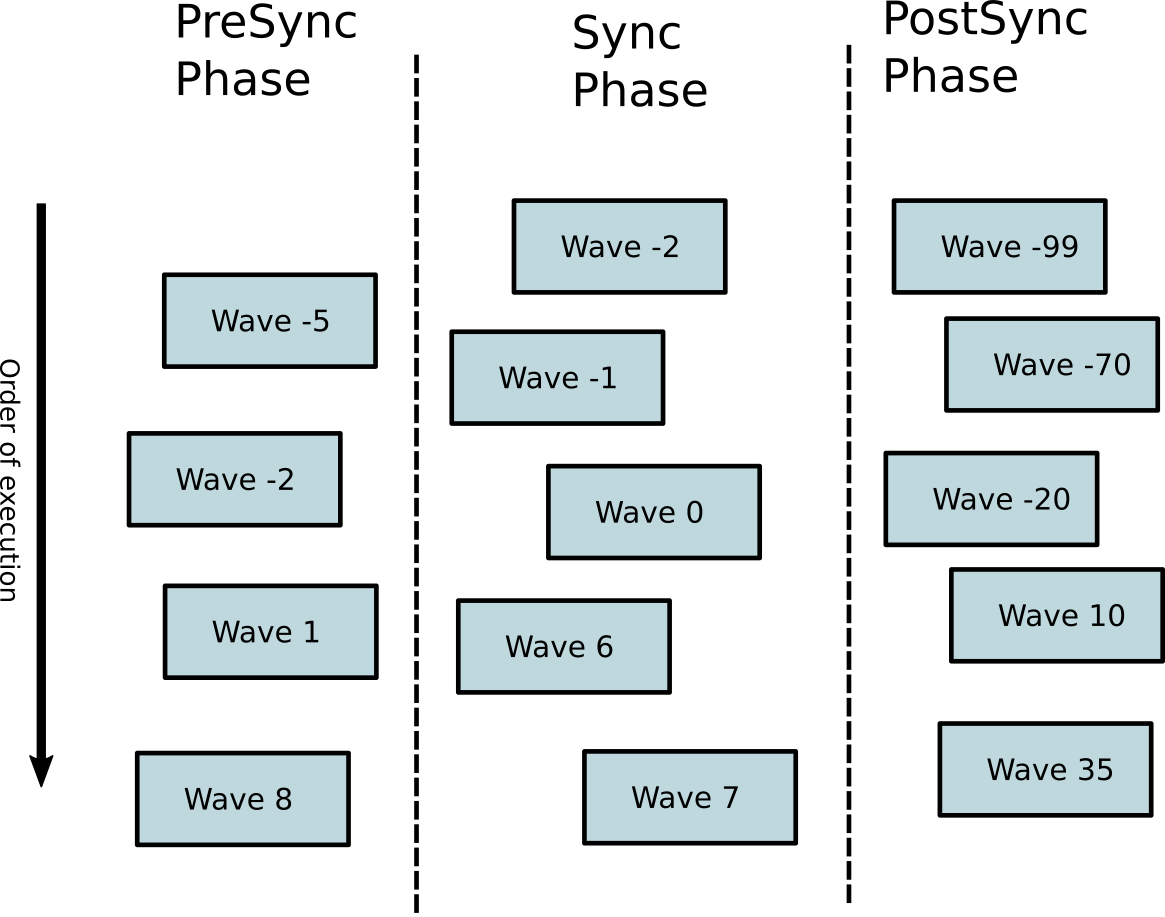 PreSync
Phase
Sync
Phase
PostSync
Phase
Order of execution
Wave -5
Wave -2
Wave 1
Wave 8
Wave -2
Wave -1
Wave 0
Wave 6
Wave 7
Wave -99
Wave -70
Wave -20
Wave 10
Wave 35